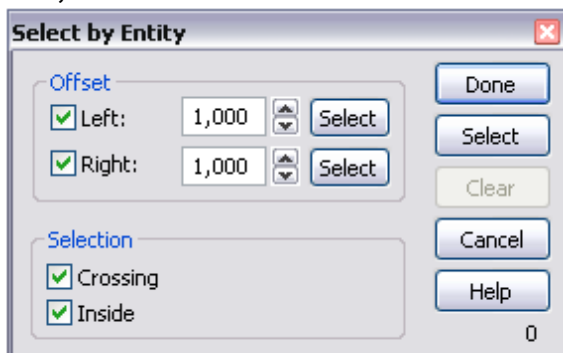 Select by Entity
Offset
Left: 1,000 Select
Right: 1,000 Select
Selection
Crossing
Inside
Done
Select
Clear
Cancel
Help
0